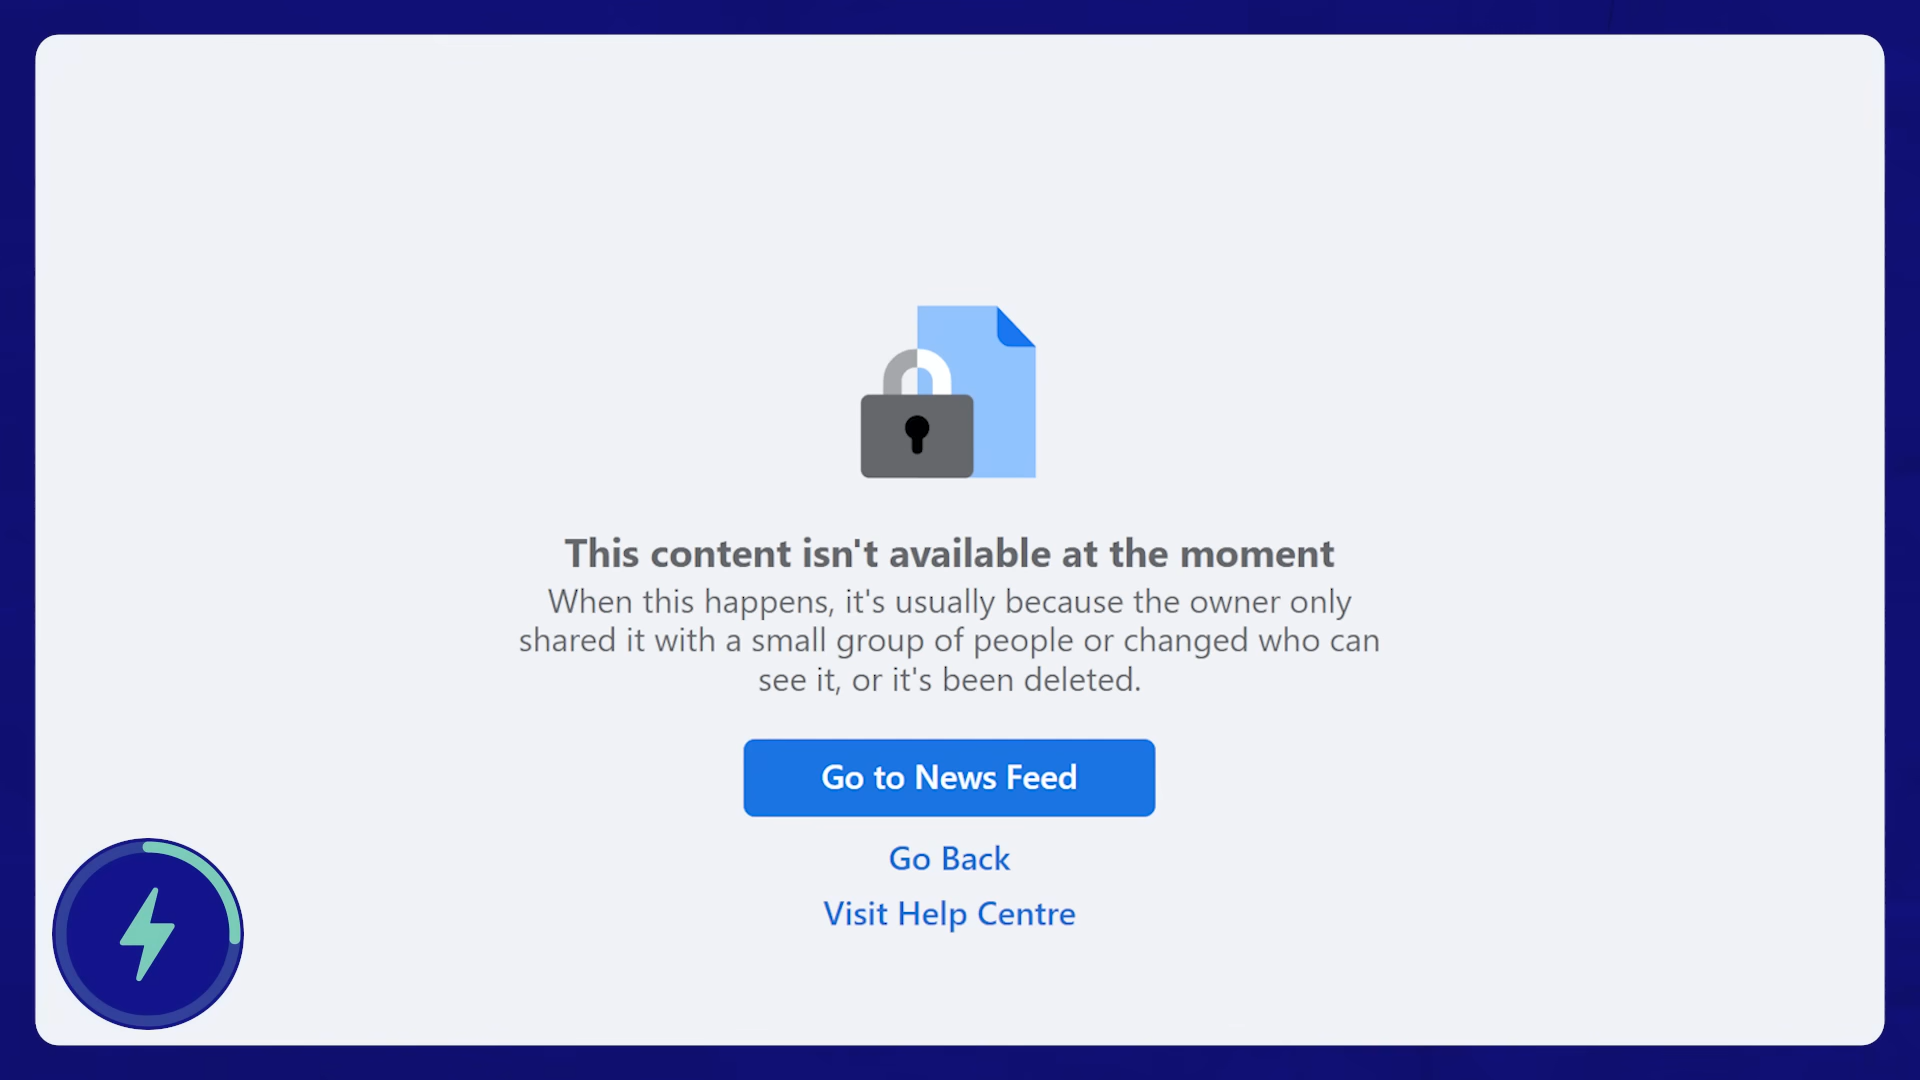 This content isn't available at the moment
When this happens, it's usually because the owner only
shared it with a small group of people or changed who can
see it, or it's been deleted.
Go to News Feed
Go Back
Visit Help Centre